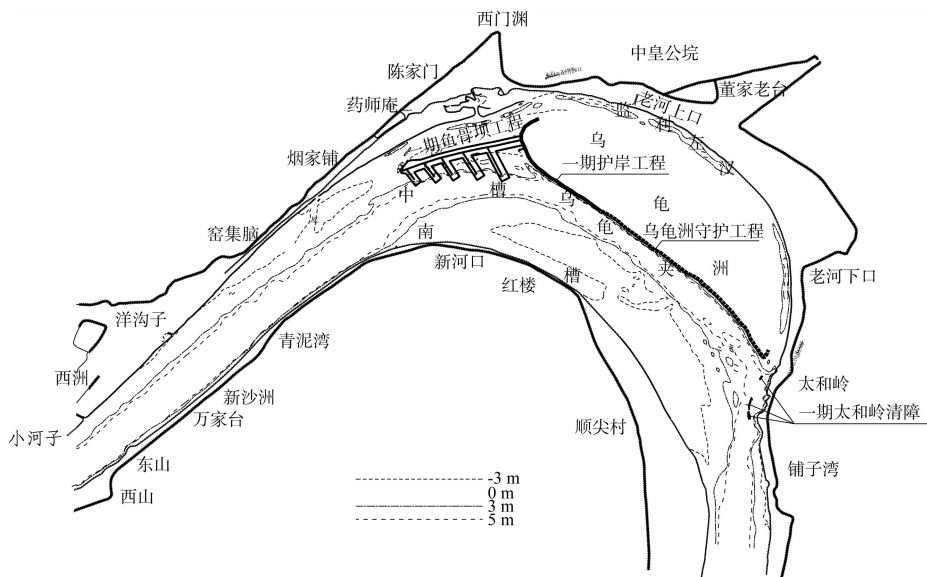 西门渊
中皇公垸
陈家门
董家老台
药师庵
老河上口
监利左汊
一期鱼骨坝工程
乌龟洲
烟家铺
一期护岸工程
中槽
乌龟夹
窑集脑
乌龟洲守护工程
南槽
新河口
红楼
老河下口
洋沟子
青泥湾
西洲
太和岭
新沙洲
一期太和岭清障
万家台
小河子
顺尖村
东山
铺子湾
西山
-3 m
0 m
3 m
5 m